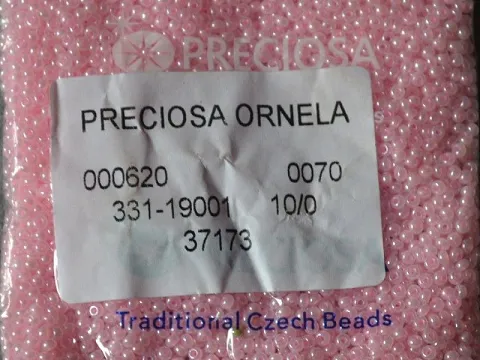 PRECIOSA
PRECIOSA ORNELA
000620 0070
331-19001 10/0
37173
Traditional Czech Beads